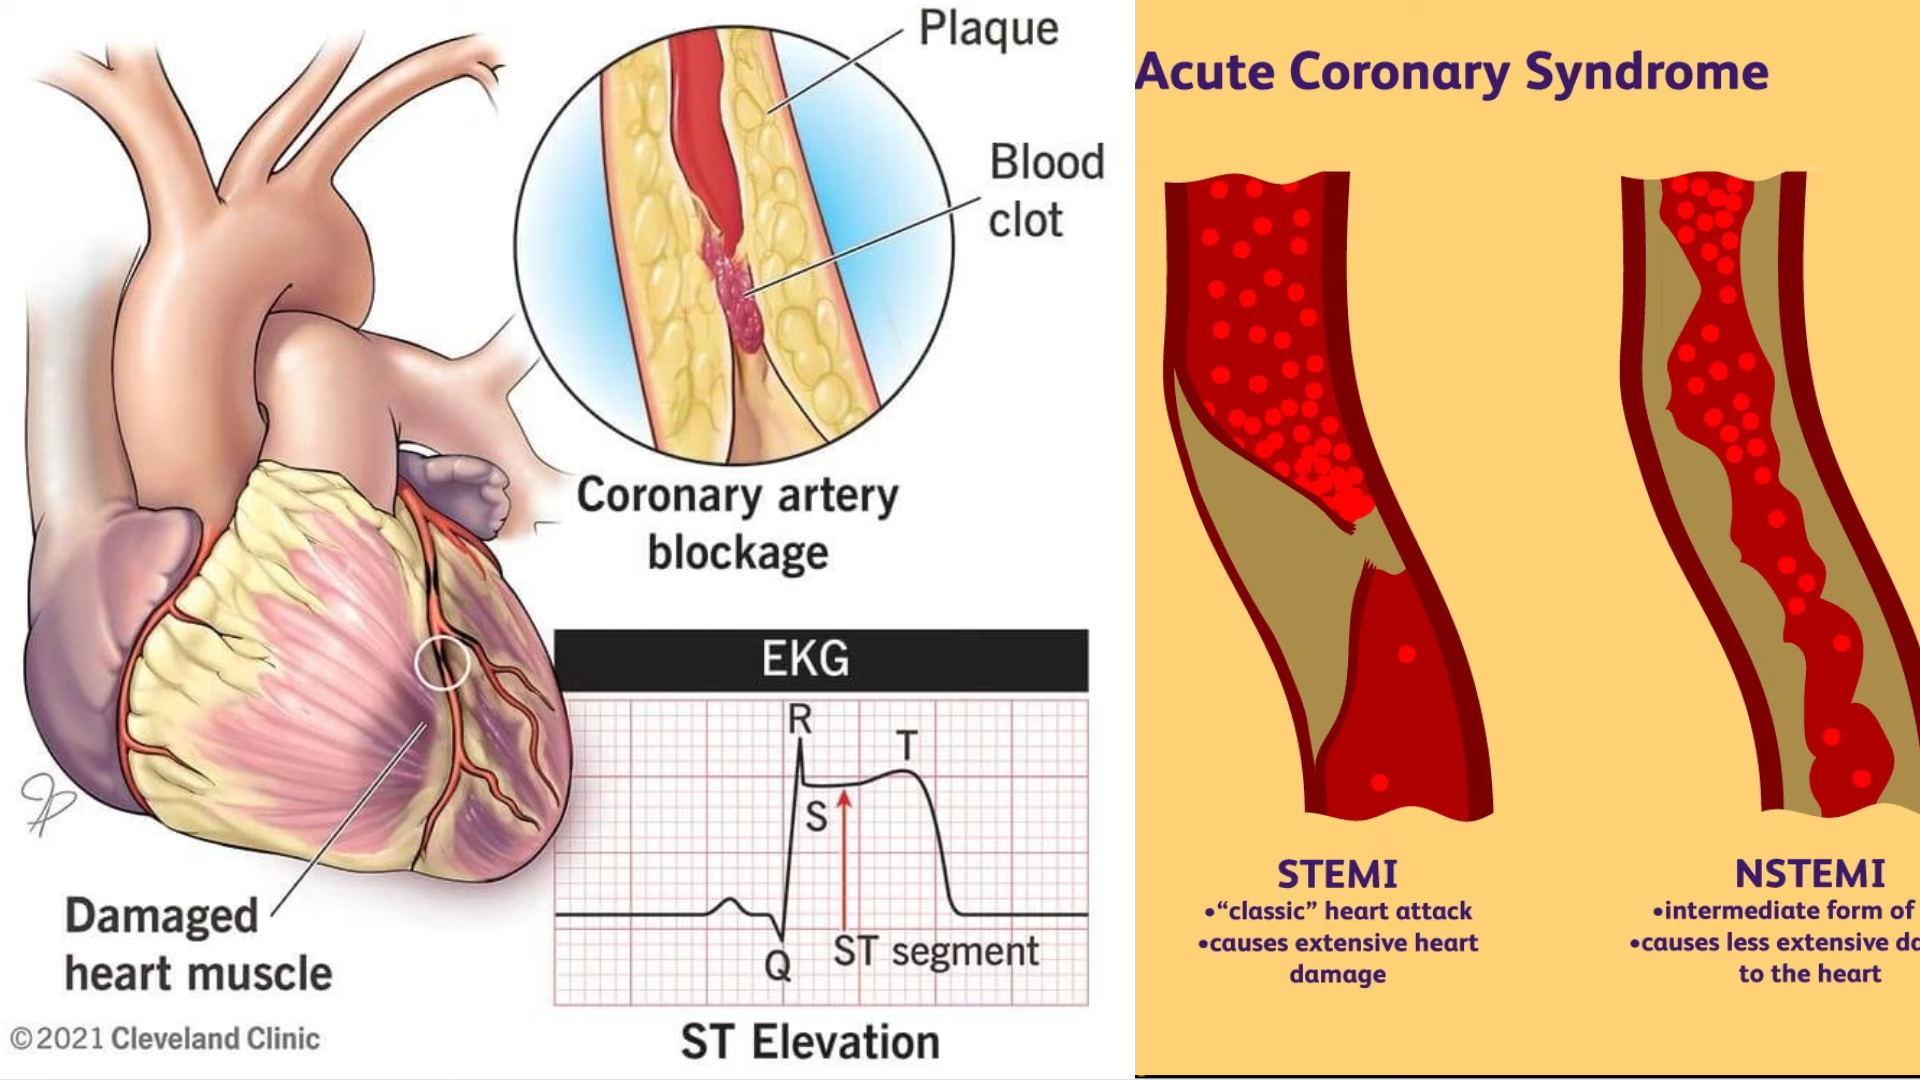 Plaque
Blood
clot
Coronary artery
blockage
EKG
R
T
S
Q
ST segment
ST Elevation
Damaged
heart muscle
©2021 Cleveland Clinic
Acute Coronary Syndrome
STEMI
•“classic” heart attack
•causes extensive heart
damage
NSTEMI
•intermediate form of
•causes less extensive
to the heart